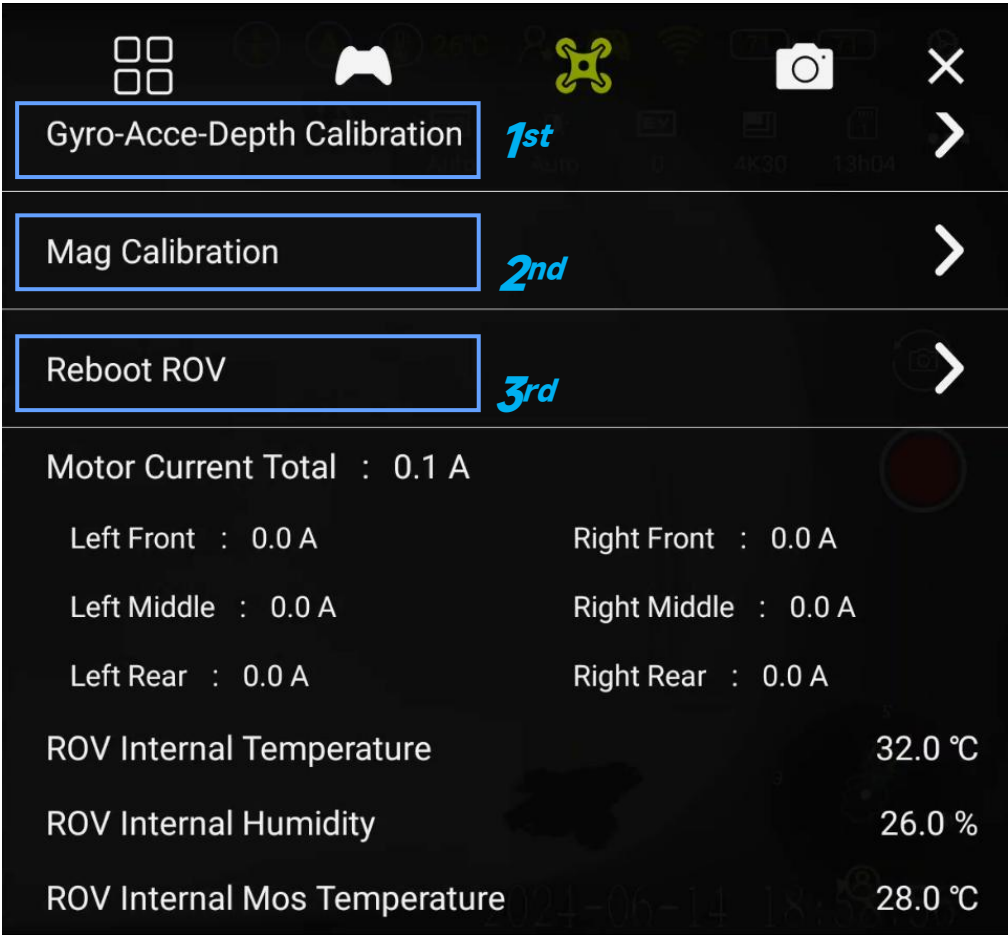 Gyro-Acce-Depth Calibration 1st
Mag Calibration 2nd
Reboot ROV 3rd
Motor Current Total : 0.1 A
Left Front : 0.0 A Right Front : 0.0 A
Left Middle : 0.0 A Right Middle : 0.0 A
Left Rear : 0.0 A Right Rear : 0.0 A
ROV Internal Temperature 32.0 ℃
ROV Internal Humidity 26.0 %
ROV Internal Mos Temperature 28.0 ℃